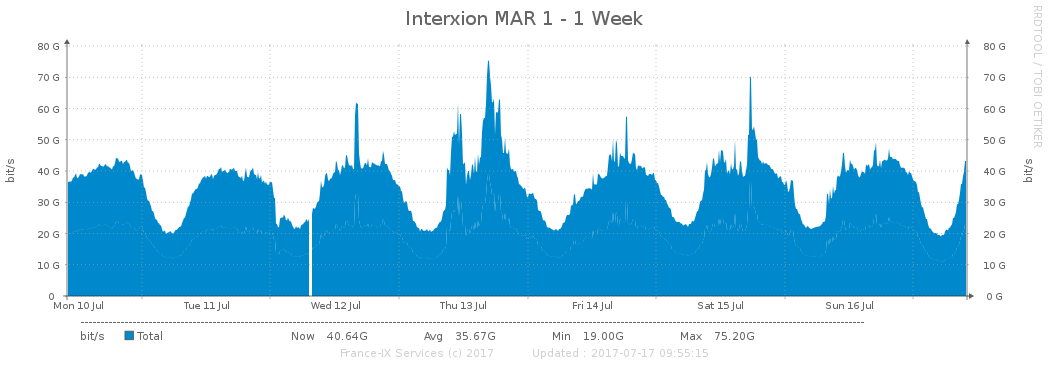 Interxion MAR 1 - 1 Week
RRDTOOL / TOBI OETIKER
bit/s
80 G 80 G
70 G 70 G
60 G 60 G
50 G 50 G
40 G 40 G
30 G 30 G
20 G 20 G
10 G 10 G
0 0 G
bit/s
Mon 10 Jul Tue 11 Jul Wed 12 Jul Thu 13 Jul Fri 14 Jul Sat 15 Jul Sun 16 Jul
bit/s Total Now 40.64G Avg 35.67G Min 19.00G Max 75.20G
France-IX Services (c) 2017 Updated : 2017-07-17 09:55:15